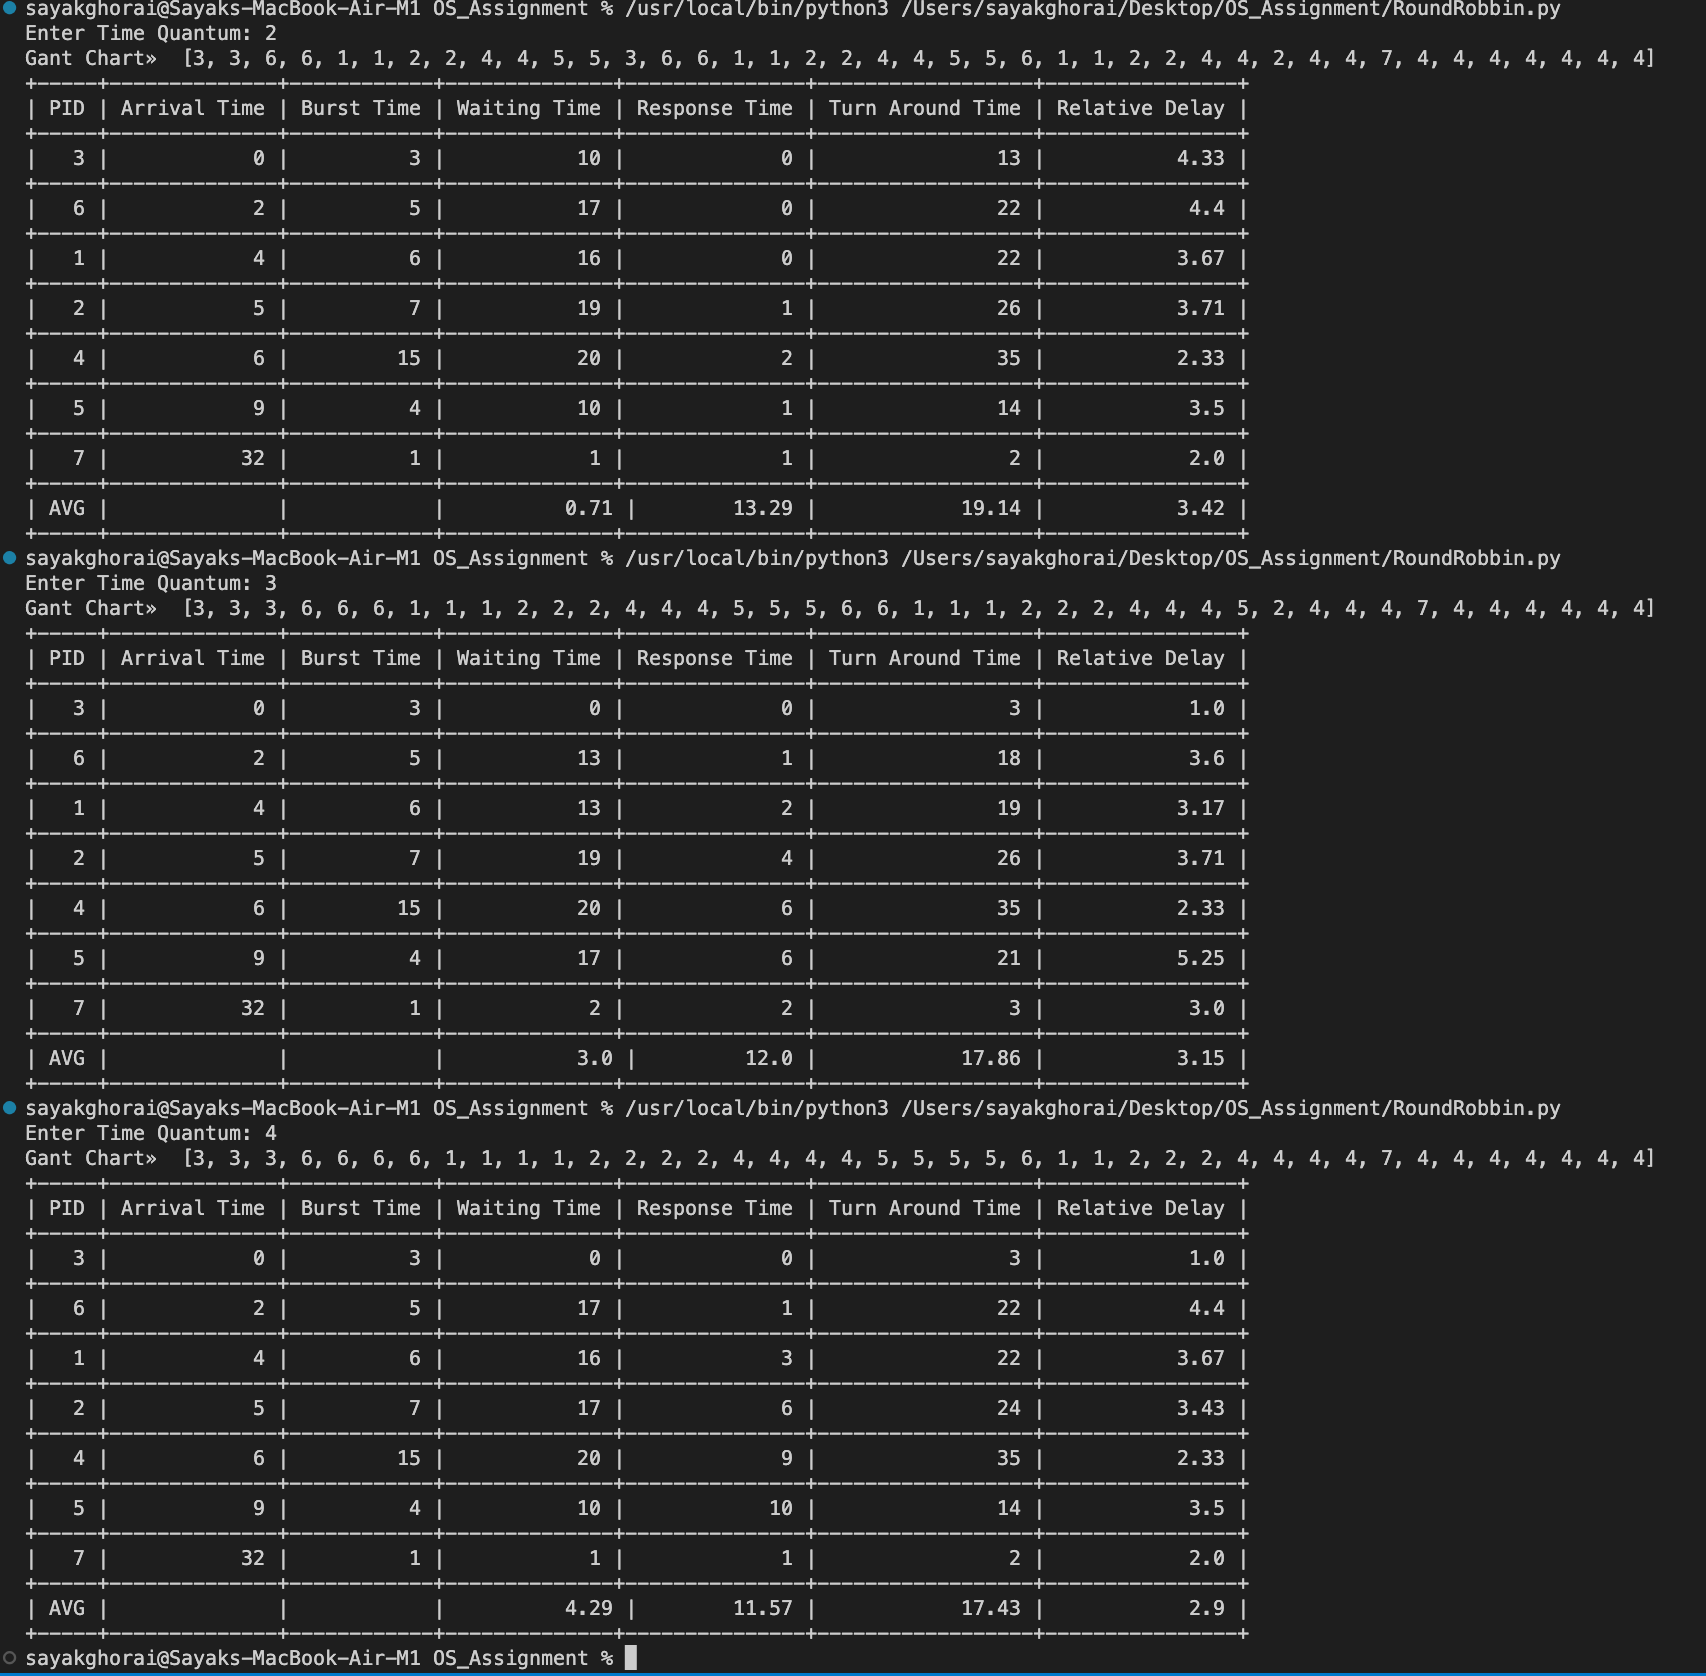 sayakghorai@Sayaks-MacBook-Air-M1 OS_Assignment % /usr/local/bin/python3 /Users/sayakghorai/Desktop/OS_Assignment/RoundRobbin.py
Enter Time Quantum: 2
Gant Chart»  [3, 3, 6, 6, 1, 1, 2, 2, 4, 4, 5, 5, 3, 6, 6, 1, 1, 2, 2, 4, 4, 5, 5, 6, 1, 1, 2, 2, 4, 4, 2, 4, 4, 7, 4, 4, 4, 4, 4, 4, 4]
+-----+--------------+------------+--------------+---------------+------------------+----------------+
| PID | Arrival Time | Burst Time | Waiting Time | Response Time | Turn Around Time | Relative Delay |
+-----+--------------+------------+--------------+---------------+------------------+----------------+
|   3 |            0 |          3 |           10 |             0 |               13 |           4.33 |
+-----+--------------+------------+--------------+---------------+------------------+----------------+
|   6 |            2 |          5 |           17 |             0 |               22 |            4.4 |
+-----+--------------+------------+--------------+---------------+------------------+----------------+
|   1 |            4 |          6 |           16 |             0 |               22 |           3.67 |
+-----+--------------+------------+--------------+---------------+------------------+----------------+
|   2 |            5 |          7 |           19 |             1 |               26 |           3.71 |
+-----+--------------+------------+--------------+---------------+------------------+----------------+
|   4 |            6 |         15 |           20 |             2 |               35 |           2.33 |
+-----+--------------+------------+--------------+---------------+------------------+----------------+
|   5 |            9 |          4 |           10 |             1 |               14 |            3.5 |
+-----+--------------+------------+--------------+---------------+------------------+----------------+
|   7 |           32 |          1 |            1 |             1 |                2 |            2.0 |
+-----+--------------+------------+--------------+---------------+------------------+----------------+
| AVG |              |            |          0.71 |        13.29 |            19.14 |           3.42 |
+-----+--------------+------------+--------------+---------------+------------------+----------------+
sayakghorai@Sayaks-MacBook-Air-M1 OS_Assignment % /usr/local/bin/python3 /Users/sayakghorai/Desktop/OS_Assignment/RoundRobbin.py
Enter Time Quantum: 3
Gant Chart»  [3, 3, 3, 6, 6, 6, 1, 1, 1, 2, 2, 2, 4, 4, 4, 5, 5, 5, 6, 6, 1, 1, 1, 2, 2, 2, 4, 4, 4, 5, 2, 4, 4, 4, 7, 4, 4, 4, 4, 4, 4]
+-----+--------------+------------+--------------+---------------+------------------+----------------+
| PID | Arrival Time | Burst Time | Waiting Time | Response Time | Turn Around Time | Relative Delay |
+-----+--------------+------------+--------------+---------------+------------------+----------------+
|   3 |            0 |          3 |            0 |             0 |                3 |            1.0 |
+-----+--------------+------------+--------------+---------------+------------------+----------------+
|   6 |            2 |          5 |           13 |             1 |               18 |            3.6 |
+-----+--------------+------------+--------------+---------------+------------------+----------------+
|   1 |            4 |          6 |           13 |             2 |               19 |           3.17 |
+-----+--------------+------------+--------------+---------------+------------------+----------------+
|   2 |            5 |          7 |           19 |             4 |               26 |           3.71 |
+-----+--------------+------------+--------------+---------------+------------------+----------------+
|   4 |            6 |         15 |           20 |             6 |               35 |           2.33 |
+-----+--------------+------------+--------------+---------------+------------------+----------------+
|   5 |            9 |          4 |           17 |             6 |               21 |           5.25 |
+-----+--------------+------------+--------------+---------------+------------------+----------------+
|   7 |           32 |          1 |            2 |             2 |                3 |            3.0 |
+-----+--------------+------------+--------------+---------------+------------------+----------------+
| AVG |              |            |           3.0 |         12.0 |            17.86 |           3.15 |
+-----+--------------+------------+--------------+---------------+------------------+----------------+
sayakghorai@Sayaks-MacBook-Air-M1 OS_Assignment % /usr/local/bin/python3 /Users/sayakghorai/Desktop/OS_Assignment/RoundRobbin.py
Enter Time Quantum: 4
Gant Chart»  [3, 3, 3, 6, 6, 6, 6, 1, 1, 1, 1, 2, 2, 2, 2, 4, 4, 4, 4, 5, 5, 5, 5, 6, 1, 1, 2, 2, 2, 4, 4, 4, 4, 7, 4, 4, 4, 4, 4, 4, 4]
+-----+--------------+------------+--------------+---------------+------------------+----------------+
| PID | Arrival Time | Burst Time | Waiting Time | Response Time | Turn Around Time | Relative Delay |
+-----+--------------+------------+--------------+---------------+------------------+----------------+
|   3 |            0 |          3 |            0 |             0 |                3 |            1.0 |
+-----+--------------+------------+--------------+---------------+------------------+----------------+
|   6 |            2 |          5 |           17 |             1 |               22 |            4.4 |
+-----+--------------+------------+--------------+---------------+------------------+----------------+
|   1 |            4 |          6 |           16 |             3 |               22 |           3.67 |
+-----+--------------+------------+--------------+---------------+------------------+----------------+
|   2 |            5 |          7 |           17 |             6 |               24 |           3.43 |
+-----+--------------+------------+--------------+---------------+------------------+----------------+
|   4 |            6 |         15 |           20 |             9 |               35 |           2.33 |
+-----+--------------+------------+--------------+---------------+------------------+----------------+
|   5 |            9 |          4 |           10 |            10 |               14 |            3.5 |
+-----+--------------+------------+--------------+---------------+------------------+----------------+
|   7 |           32 |          1 |            1 |             1 |                2 |            2.0 |
+-----+--------------+------------+--------------+---------------+------------------+----------------+
| AVG |              |            |          4.29 |        11.57 |            17.43 |            2.9 |
+-----+--------------+------------+--------------+---------------+------------------+----------------+
sayakghorai@Sayaks-MacBook-Air-M1 OS_Assignment %